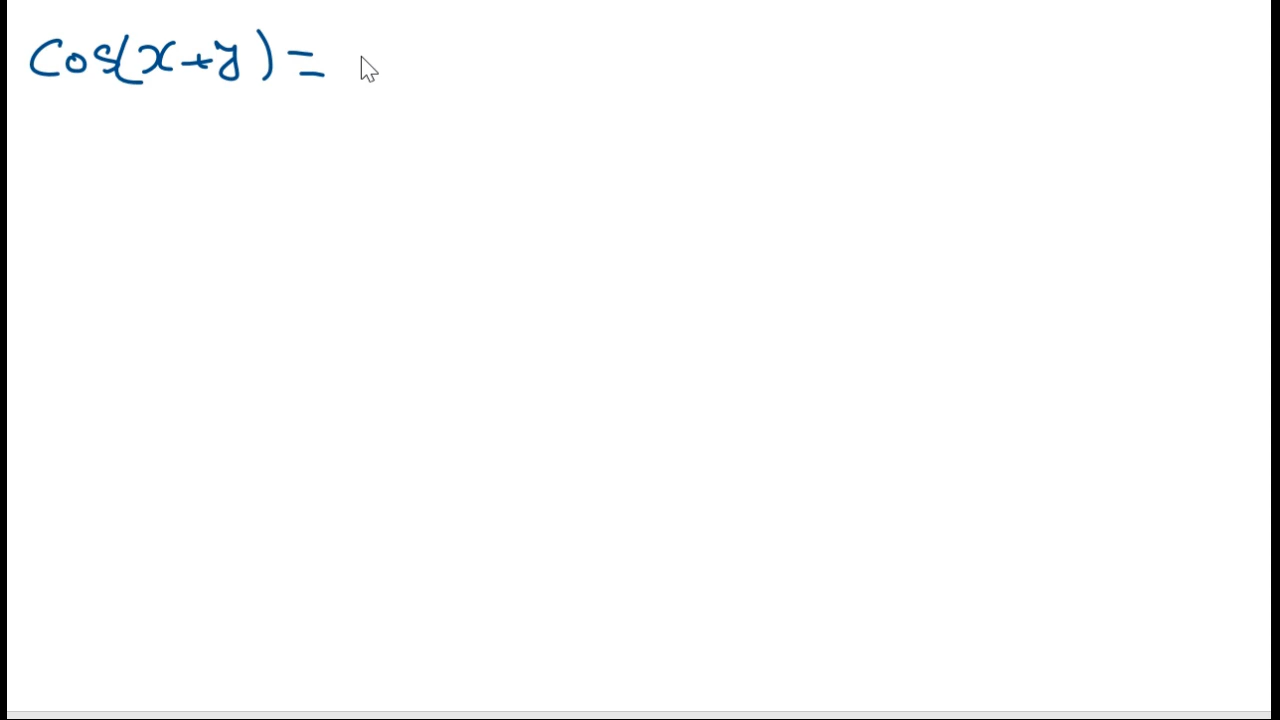 Cos(x+y) =